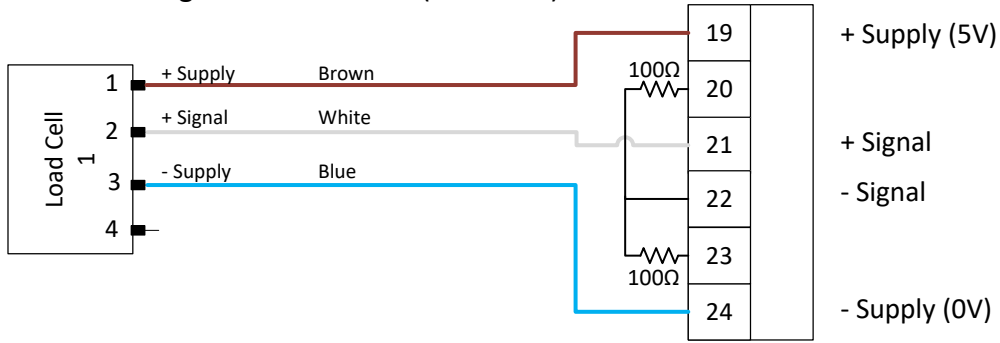 19
+ Supply (5V)
100Ω
20
1
+ Supply
Brown
2
+ Signal
White
21
+ Signal
Load Cell
1
3
- Supply
Blue
22
- Signal
4
23
100Ω
24
- Supply (0V)